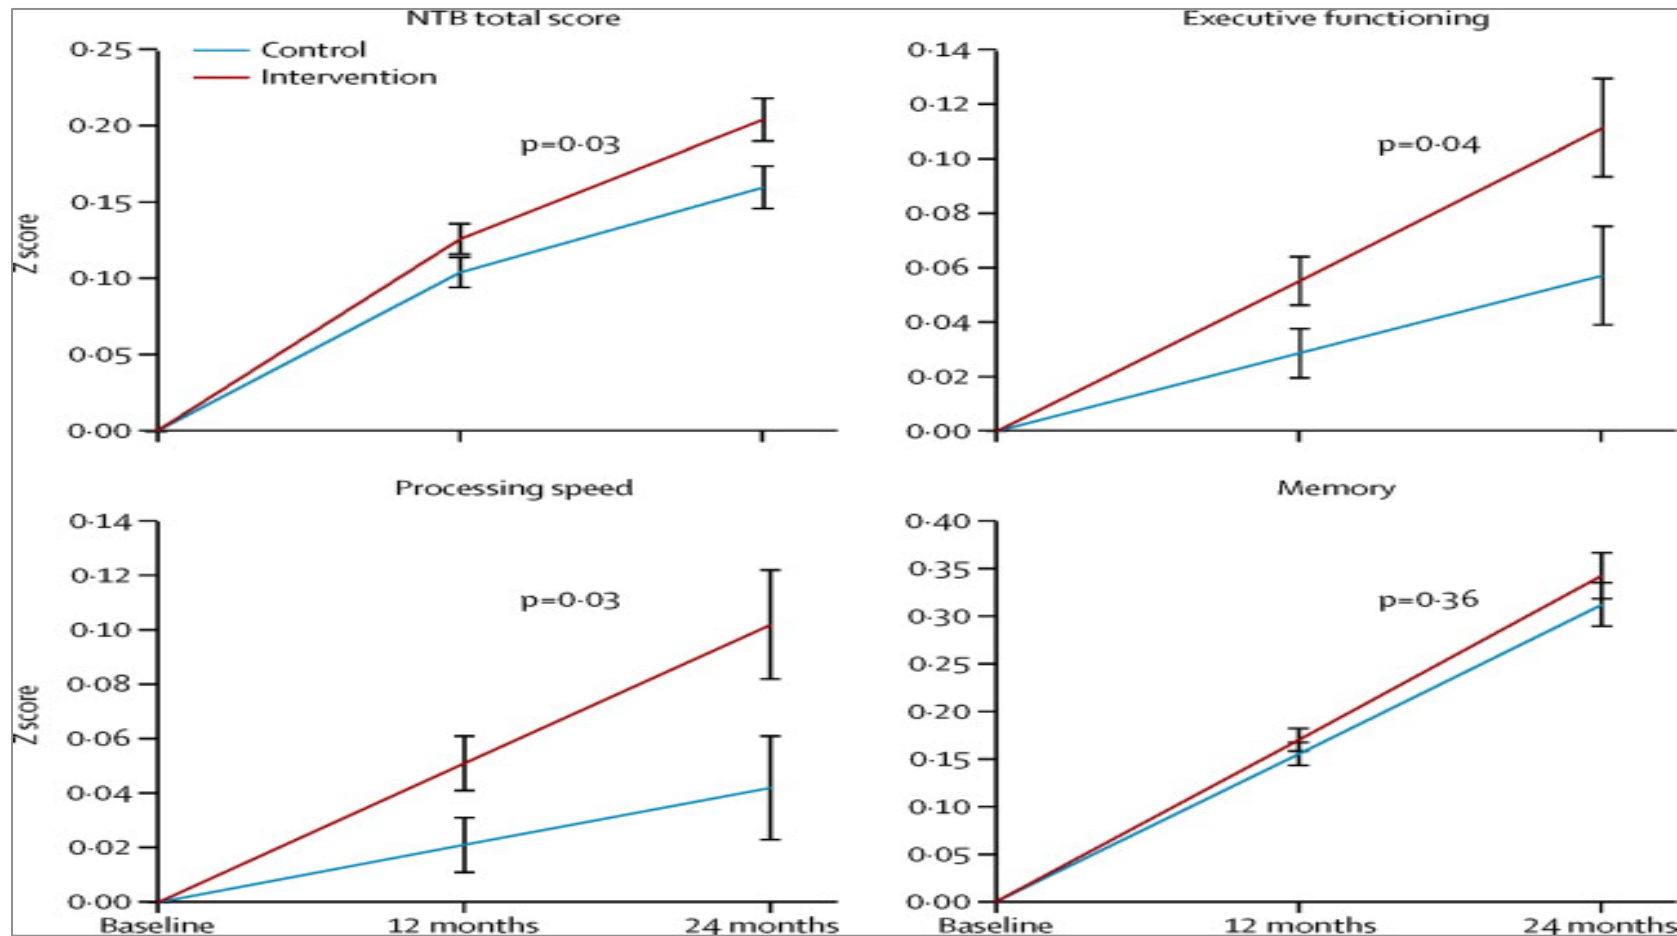 NTB total score
Control
Intervention
0·25
0·20
0·15
0·10
0·05
0·00
Z score
p=0·03
Executive functioning
0·14
0·12
0·10
0·08
0·06
0·04
0·02
0·00
p=0·04
Processing speed
0·14
0·12
0·10
0·08
0·06
0·04
0·02
0·00
Z score
p=0·03
Baseline
12 months
24 months
Memory
0·40
0·35
0·30
0·25
0·20
0·15
0·10
0·05
0·00
p=0·36
Baseline
12 months
24 months